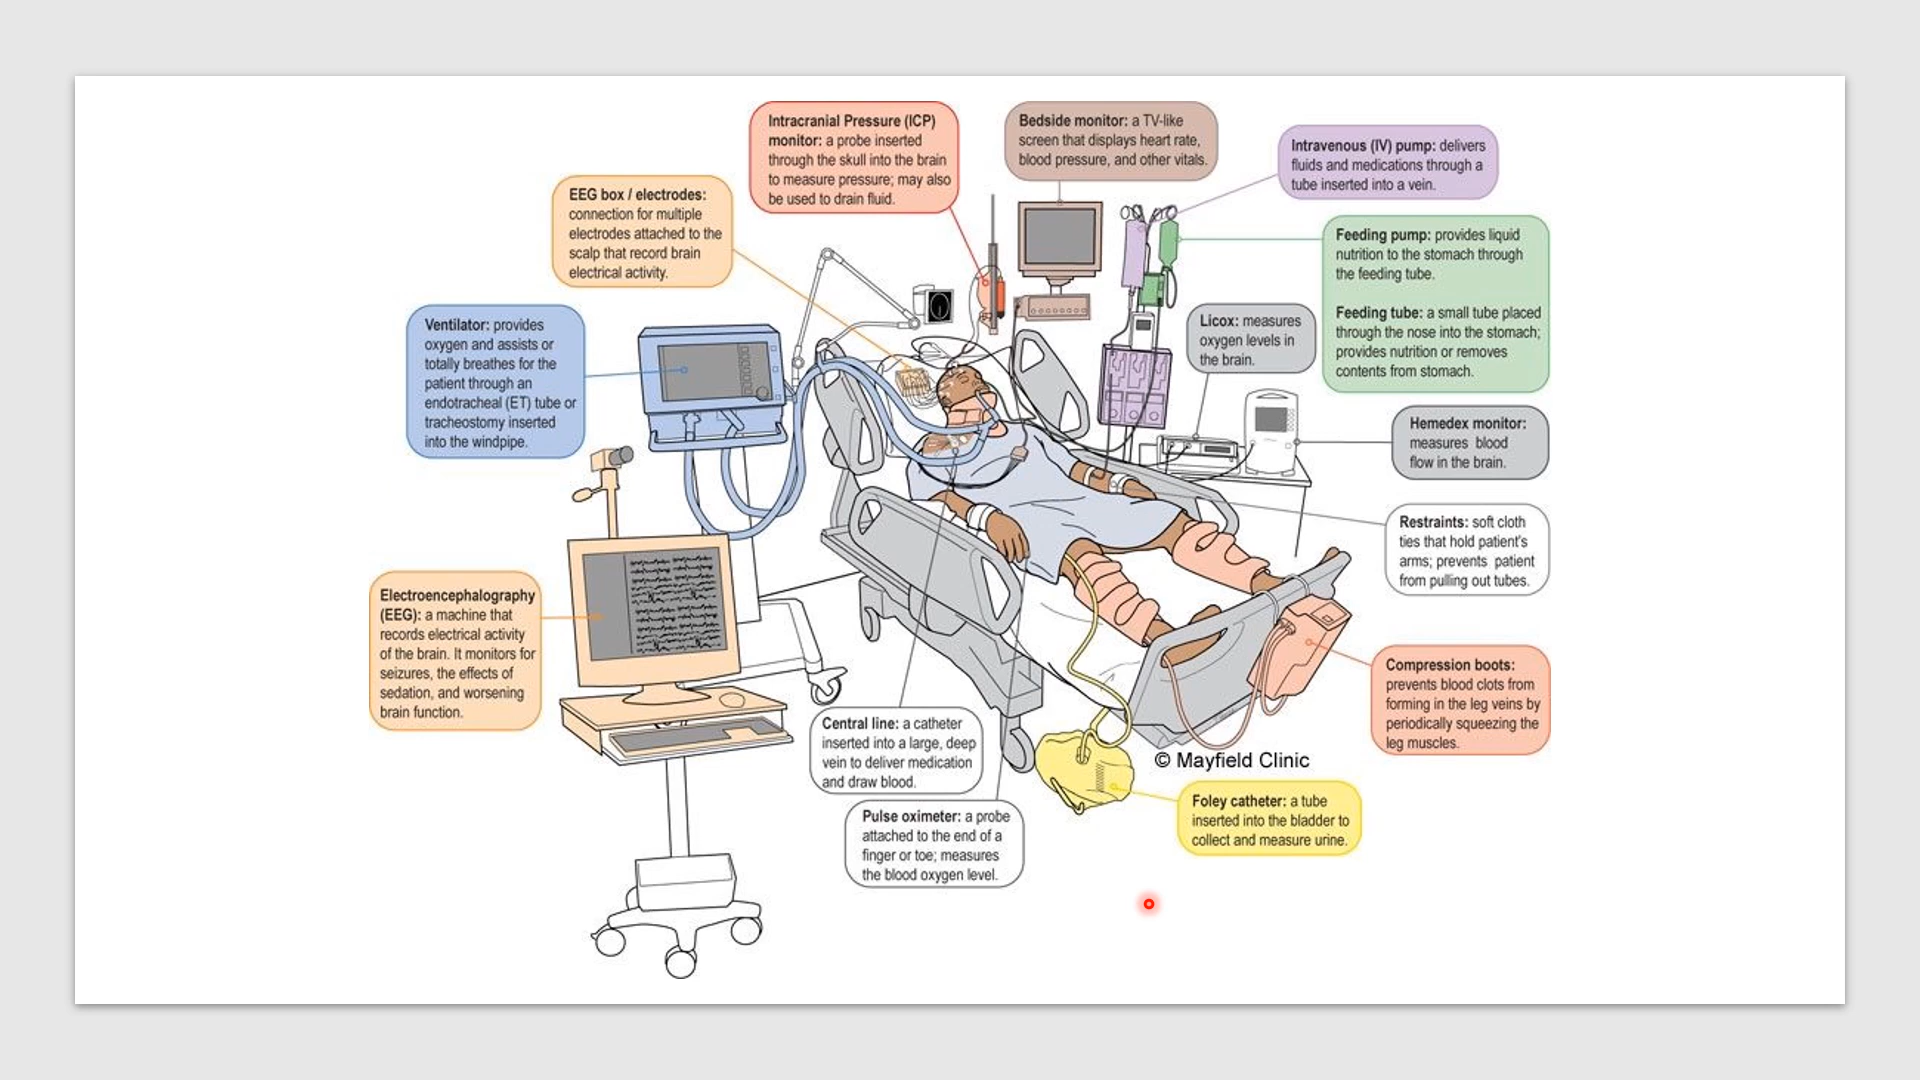 Intracranial Pressure (ICP)
monitor: a probe inserted
through the skull into the brain
to measure pressure; may also
be used to drain fluid.
Bedside monitor: a TV-like
screen that displays heart rate,
blood pressure, and other vitals.
Intravenous (IV) pump: delivers
fluids and medications through a
tube inserted into a vein.
EEG box / electrodes:
connection for multiple
electrodes attached to the
scalp that record brain
electrical activity.
Feeding pump: provides liquid
nutrition to the stomach through
the feeding tube.
Feeding tube: a small tube placed
through the nose into the stomach;
provides nutrition or removes
contents from stomach.
Ventilator: provides
oxygen and assists or
totally breathes for the
patient through an
endotracheal (ET) tube or
tracheostomy inserted
into the windpipe.
Licox: measures
oxygen levels in
the brain.
Hemedex monitor:
measures blood
flow in the brain.
Restraints: soft cloth
ties that hold patient's
arms; prevents patient
from pulling out tubes.
Electroencephalography
(EEG): a machine that
records electrical activity
of the brain. It monitors for
seizures, the effects of
sedation, and worsening
brain function.
Compression boots:
prevents blood clots from
forming in the leg veins by
periodically squeezing the
leg muscles.
Central line: a catheter
inserted into a large, deep
vein to deliver medication
and draw blood.
© Mayfield Clinic
Foley catheter: a tube
inserted into the bladder to
collect and measure urine.
Pulse oximeter: a probe
attached to the end of a
finger or toe; measures
the blood oxygen level.